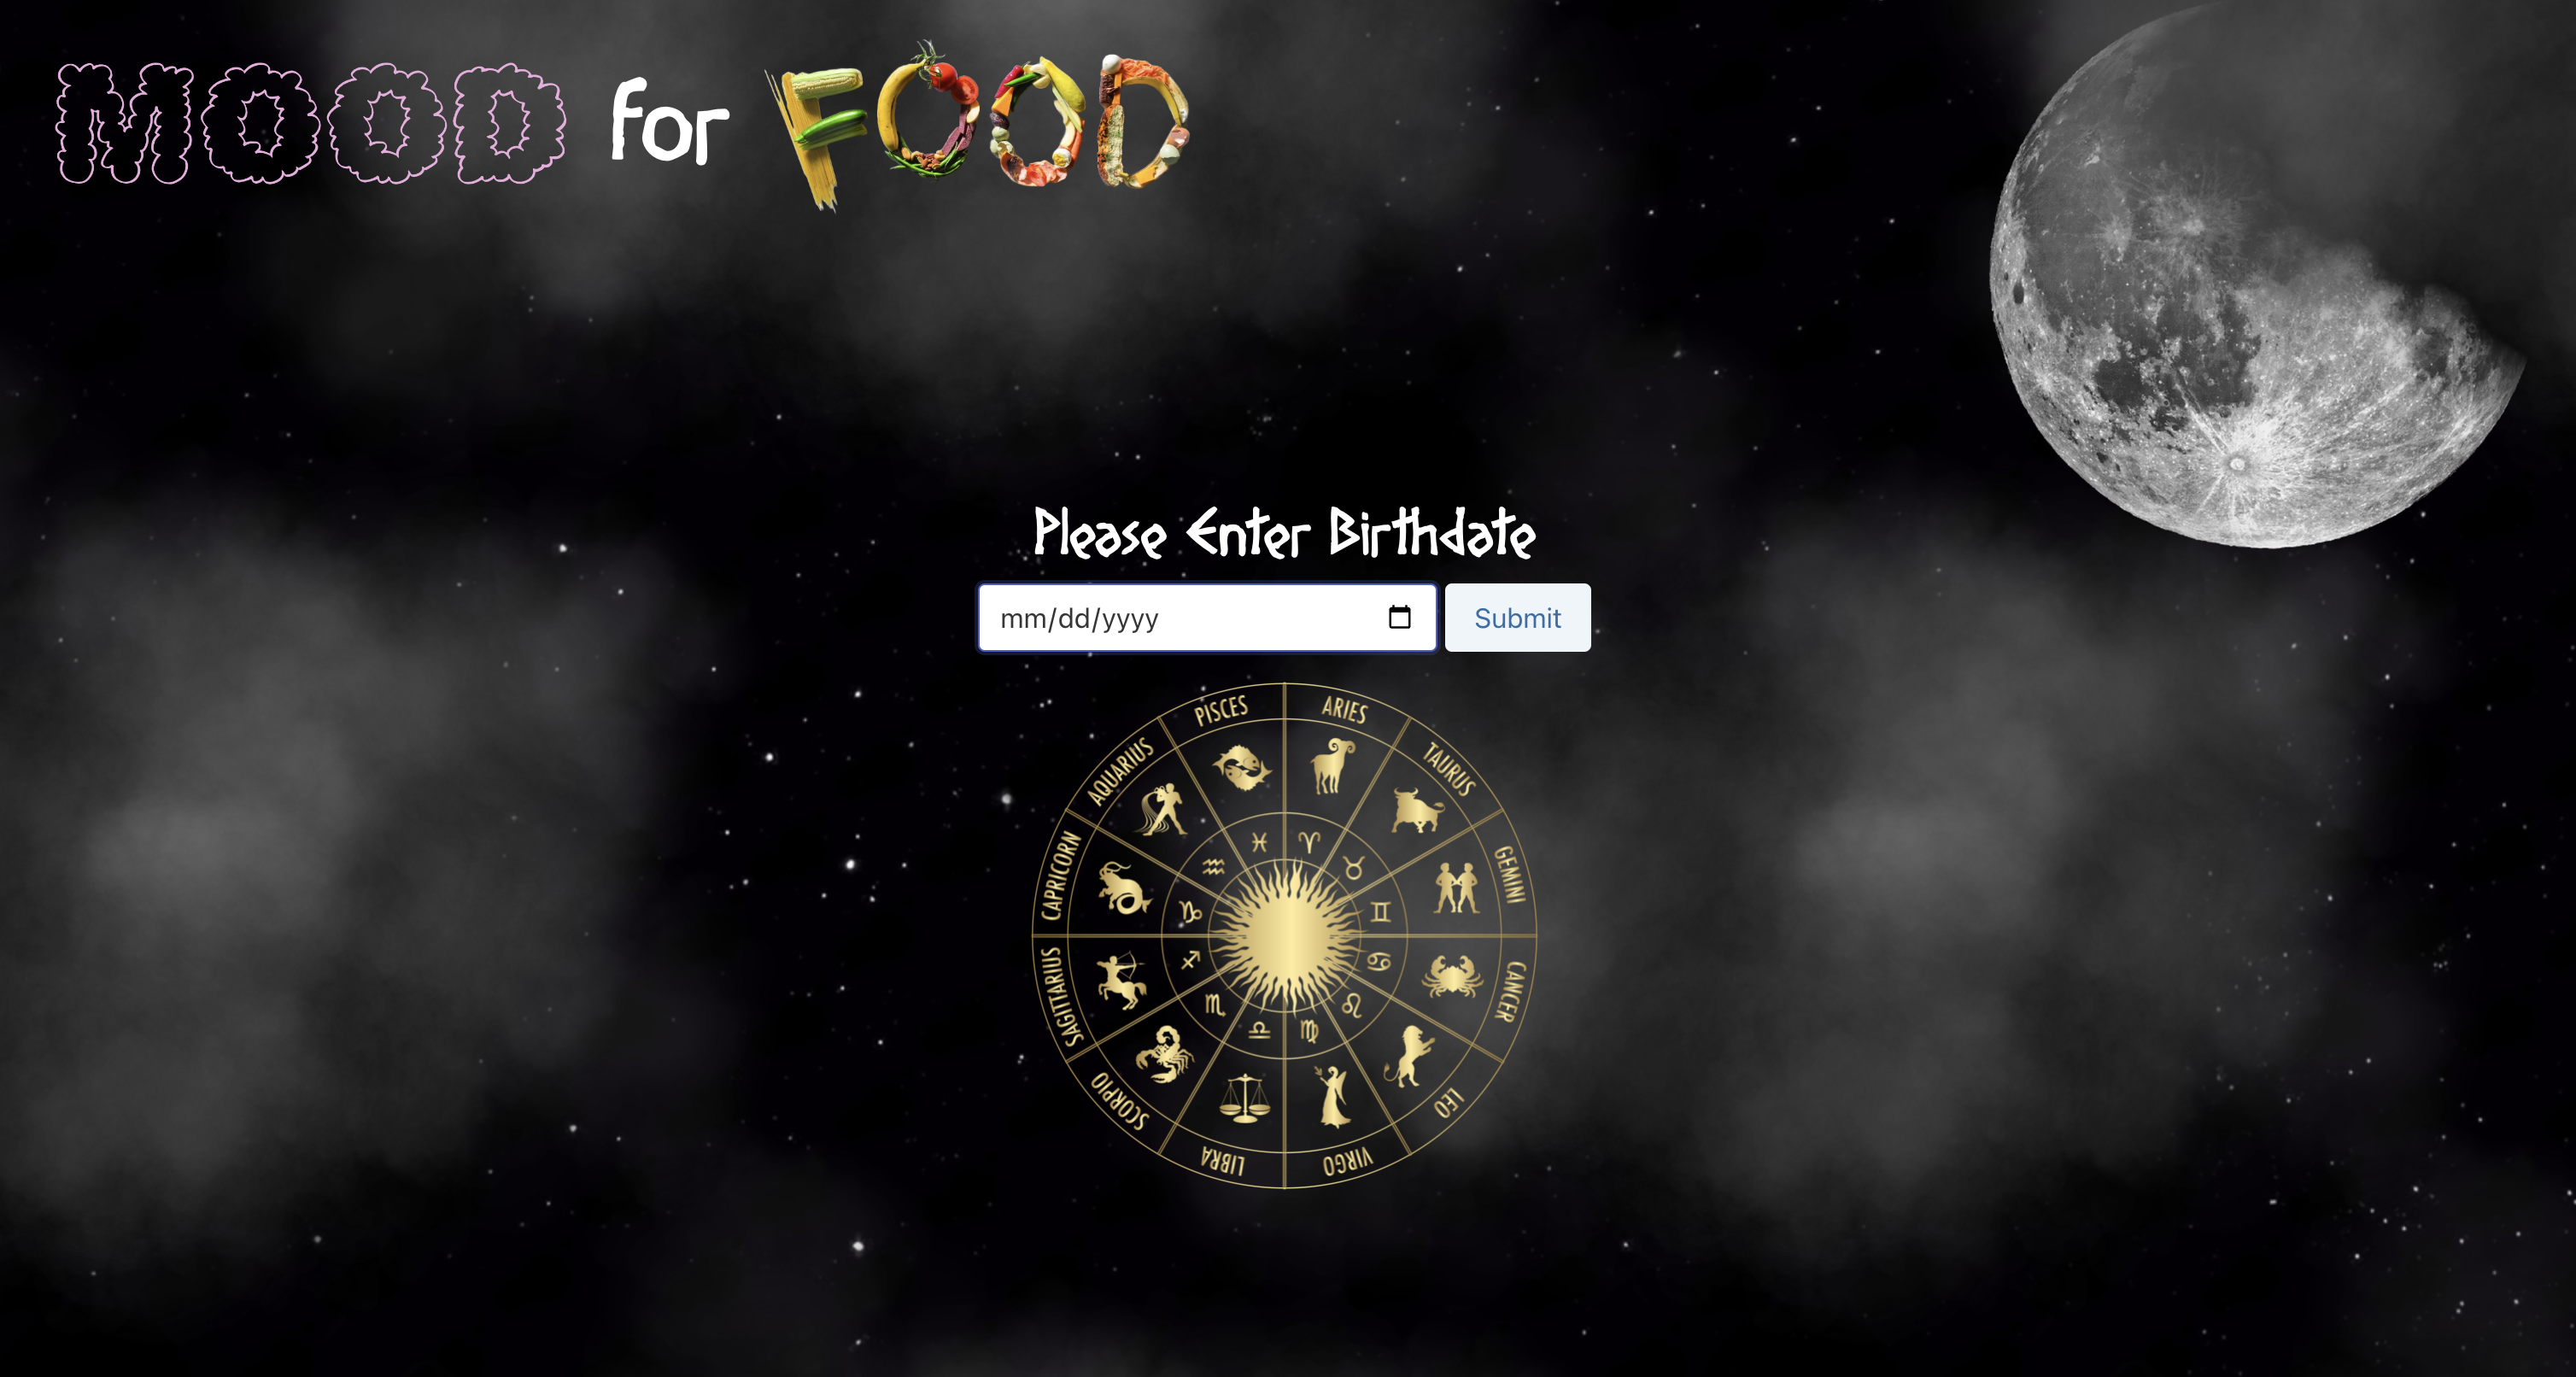 MOOD for FOOD
Please Enter Birthdate
mm/dd/yyyy
Submit
PISCES
ARIES
AQUARIUS
TAURUS
CAPRICORN
GEMINI
SAGITTARIUS
CANCER
SCORPIO
LEO
LIBRA
VIRGO